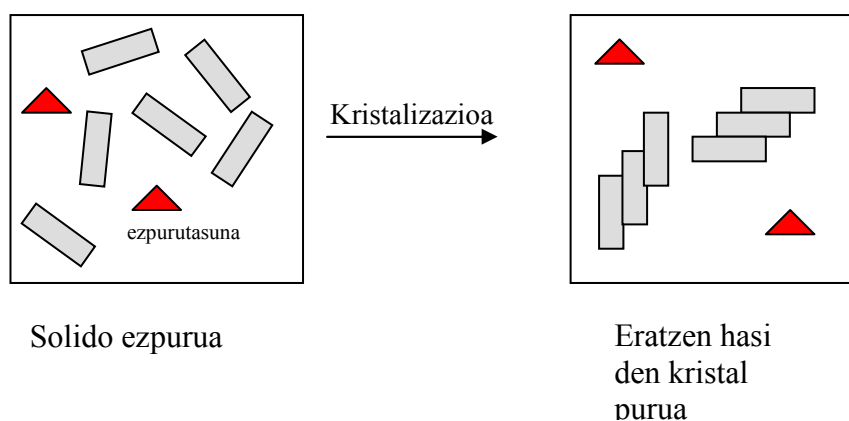 Kristalizazioa
ezpurutasuna
Solido ezpurua
Eratzen hasi
den kristal
purua